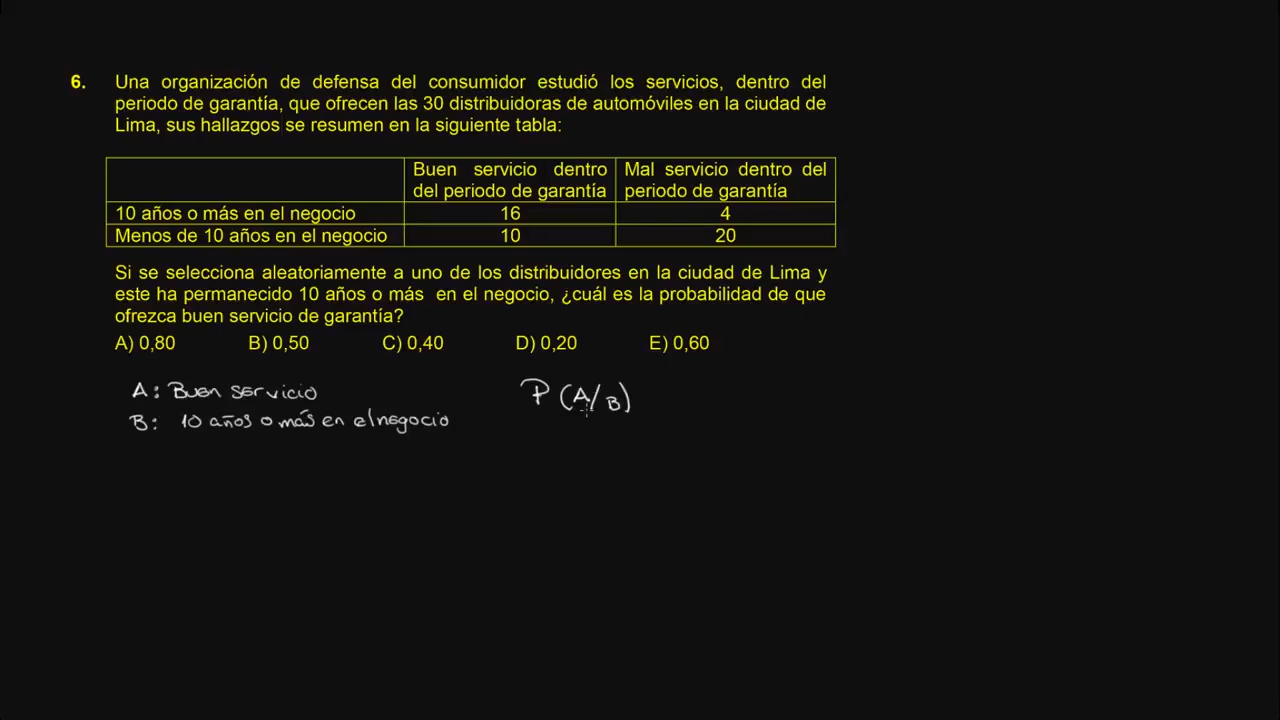 6. Una organización de defensa del consumidor estudió los servicios, dentro del
periodo de garantía, que ofrecen las 30 distribuidoras de automóviles en la ciudad de
Lima, sus hallazgos se resumen en la siguiente tabla:
Buen servicio dentro Mal servicio dentro del
del periodo de garantía periodo de garantía
10 años o más en el negocio 16 4
Menos de 10 años en el negocio 10 20
Si se selecciona aleatoriamente a uno de los distribuidores en la ciudad de Lima y
este ha permanecido 10 años o más en el negocio, ¿cuál es la probabilidad de que
ofrezca buen servicio de garantía?
A) 0,80 B) 0,50 C) 0,40 D) 0,20 E) 0,60
A: Buen servicio P(A/B)
B: 10 años o más en el negocio